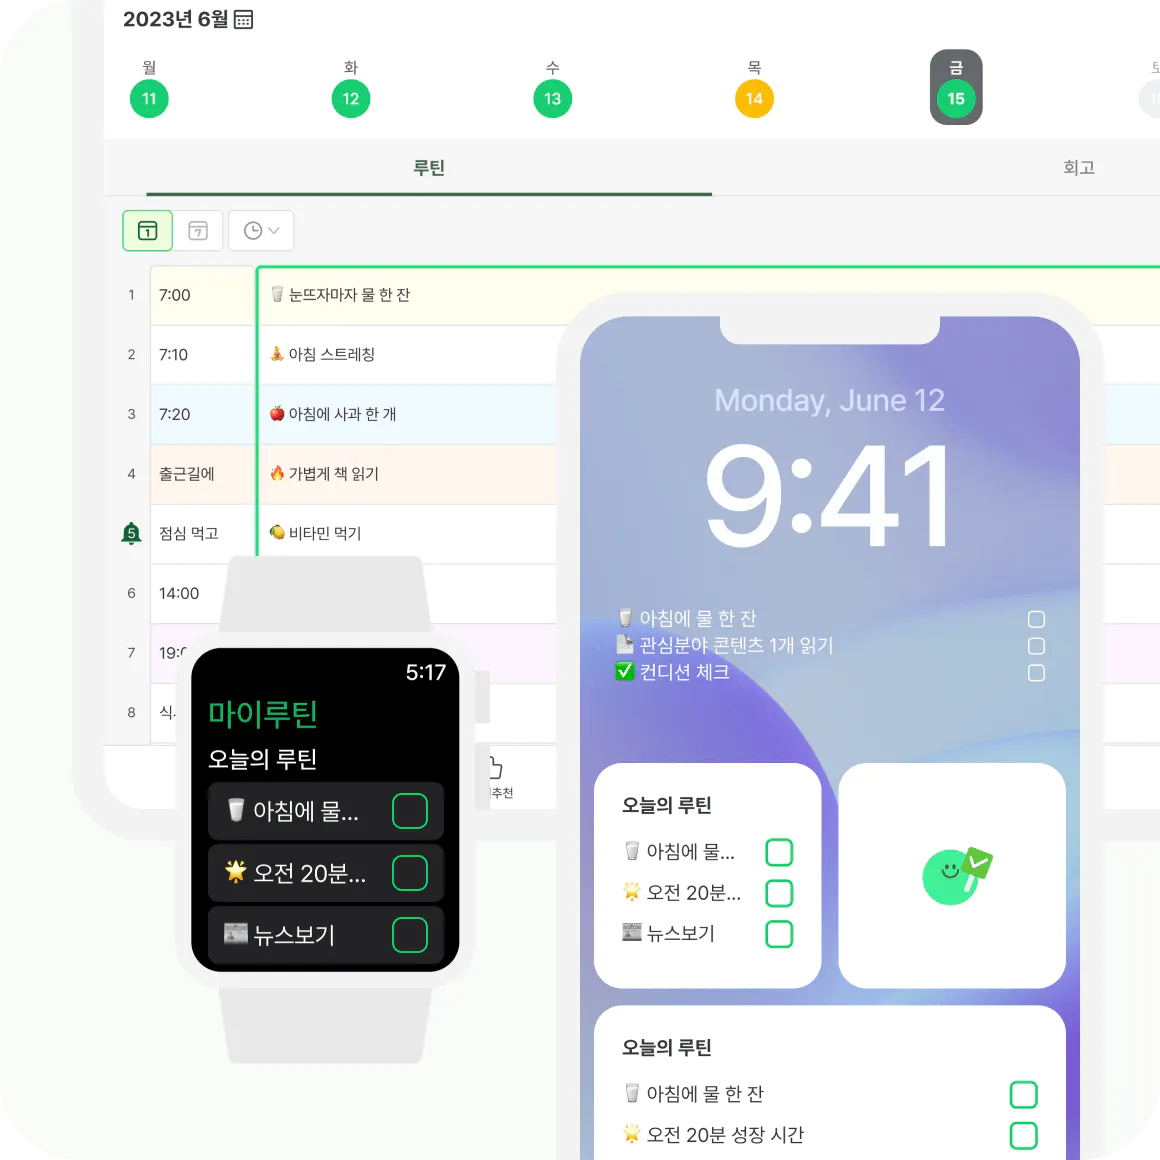 2023년 6월
월 화 수 목 금
11 12 13 14 15
루틴 회고
1 7
1 7:00 🥛 눈뜨자마자 물 한 잔
2 7:10 🧘 아침 스트레칭
3 7:20 🍎 아침에 사과 한 개
4 출근길에 🔥 가볍게 책 읽기
5 점심 먹고 🍋 비타민 먹기
6 14:00
7
8
추천
5:17
마이루틴
오늘의 루틴
🥛 아침에 물...
🌟 오전 20분...
📰 뉴스보기
Monday, June 12
9:41
🥛 아침에 물 한 잔
📄 관심분야 콘텐츠 1개 읽기
✅ 컨디션 체크
오늘의 루틴
🥛 아침에 물...
🌟 오전 20분...
📰 뉴스보기
오늘의 루틴
🥛 아침에 물 한 잔
🌟 오전 20분 성장 시간